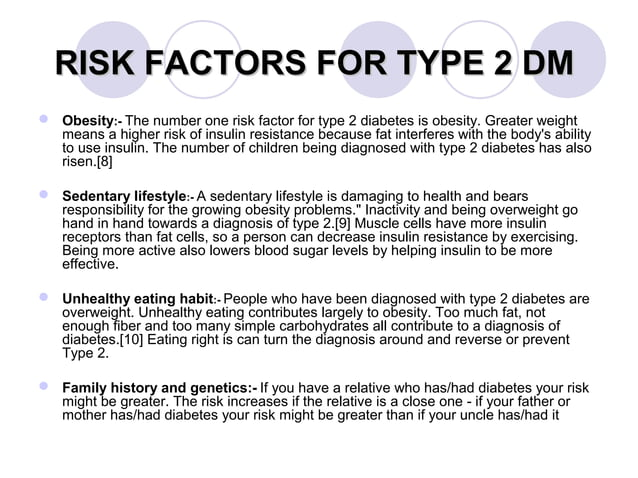 RISK FACTORS FOR TYPE 2 DM
Obesity:- The number one risk factor for type 2 diabetes is obesity. Greater weight
means a higher risk of insulin resistance because fat interferes with the body's ability
to use insulin. The number of children being diagnosed with type 2 diabetes has also
risen.[8]
Sedentary lifestyle:- A sedentary lifestyle is damaging to health and bears
responsibility for the growing obesity problems." Inactivity and being overweight go
hand in hand towards a diagnosis of type 2.[9] Muscle cells have more insulin
receptors than fat cells, so a person can decrease insulin resistance by exercising.
Being more active also lowers blood sugar levels by helping insulin to be more
effective.
Unhealthy eating habit:- People who have been diagnosed with type 2 diabetes are
overweight. Unhealthy eating contributes largely to obesity. Too much fat, not
enough fiber and too many simple carbohydrates all contribute to a diagnosis of
diabetes.[10] Eating right is can turn the diagnosis around and reverse or prevent
Type 2.
Family history and genetics:- If you have a relative who has/had diabetes your risk
might be greater. The risk increases if the relative is a close one - if your father or
mother has/had diabetes your risk might be greater than if your uncle has/had it